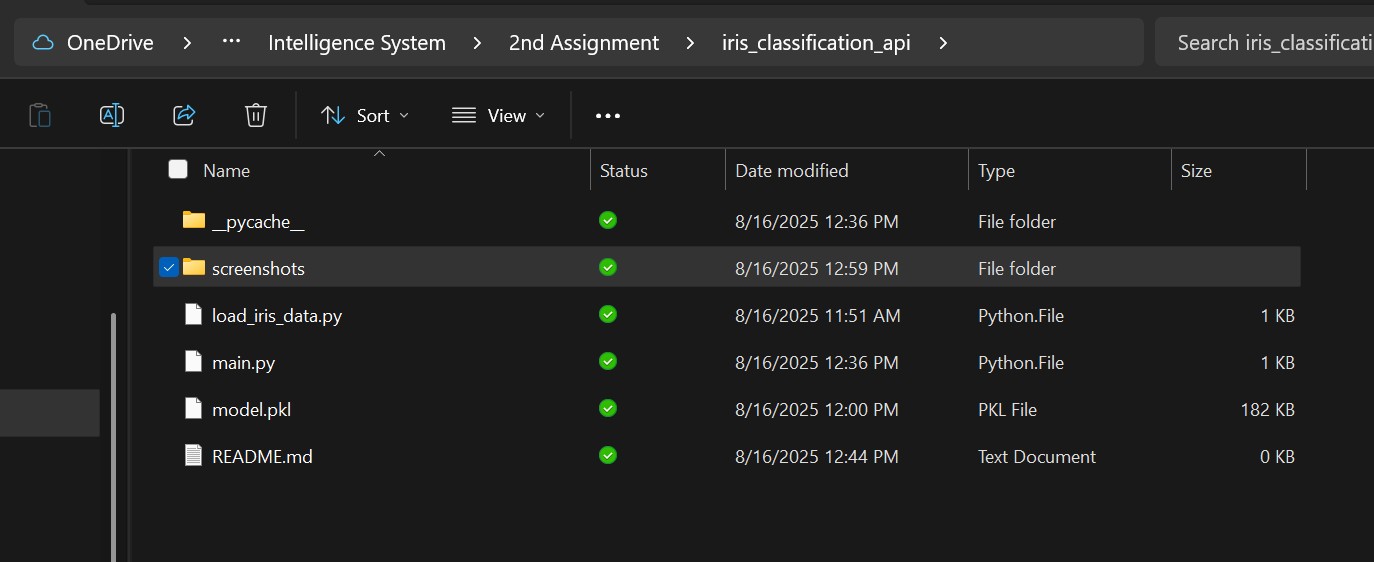 OneDrive > ... Intelligence System > 2nd Assignment > iris_classification_api > Search iris_classificati
Sort View ...
Name Status Date modified Type Size
__pycache__ 8/16/2025 12:36 PM File folder
screenshots 8/16/2025 12:59 PM File folder
load_iris_data.py 8/16/2025 11:51 AM Python.File 1 KB
main.py 8/16/2025 12:36 PM Python.File 1 KB
model.pkl 8/16/2025 12:00 PM PKL File 182 KB
README.md 8/16/2025 12:44 PM Text Document 0 KB